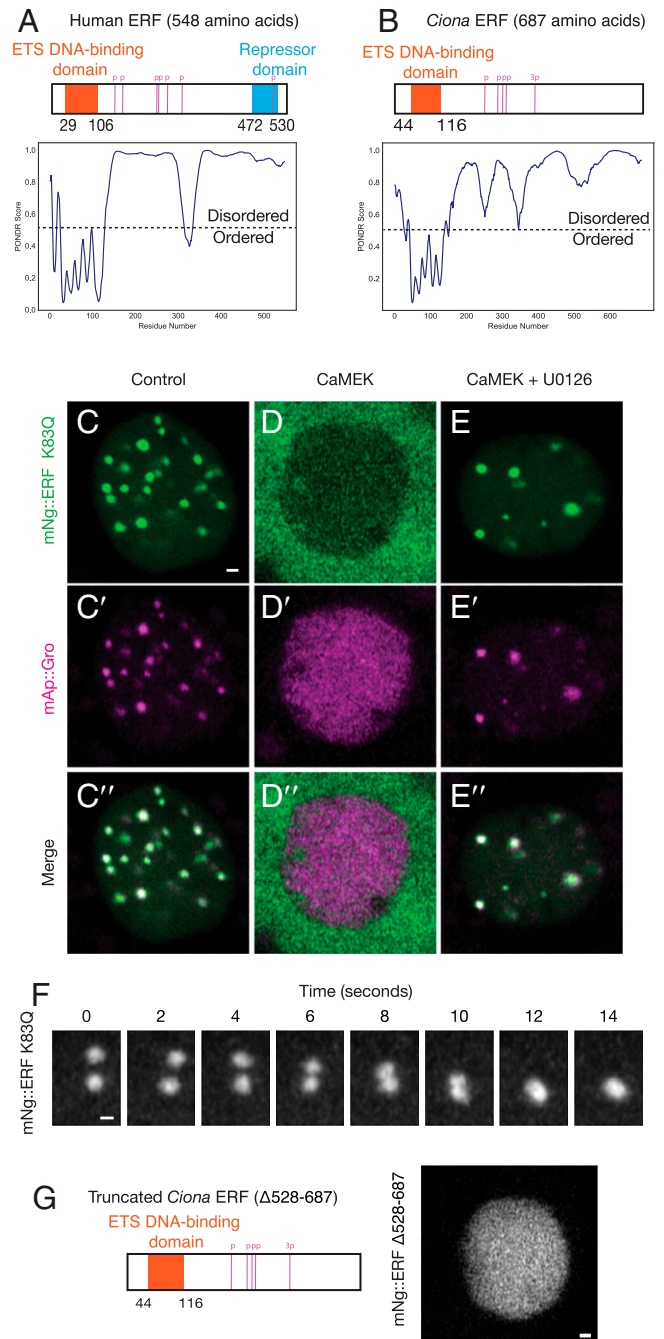 A
Human ERF (548 amino acids)
ETS DNA-binding
domain
Repressor
domain
p p pp p p p
29 106 472 530
1.0
0.8
0.6
0.4
0.2
0.0
PONDR Score
Disordered
Ordered
0 100 200 300 400 500
Residue Number
B
Ciona ERF (687 amino acids)
ETS DNA-binding
domain
p p pp 3p
44 116
1.0
0.8
0.6
0.4
0.2
PONDR Score
Disordered
Ordered
0 100 200 300 400 500 600
Residue Number
Control CaMEK CaMEK + U0126
mNg::ERF K83Q
C D E
mAp::Gro
C′ D′ E′
Merge
C″ D″ E″
F
Time (seconds)
0 2 4 6 8 10 12 14
mNg::ERF K83Q
G
Truncated Ciona ERF (Δ528-687)
ETS DNA-binding
domain
p p pp 3p
44 116
mNg::ERF Δ528-687